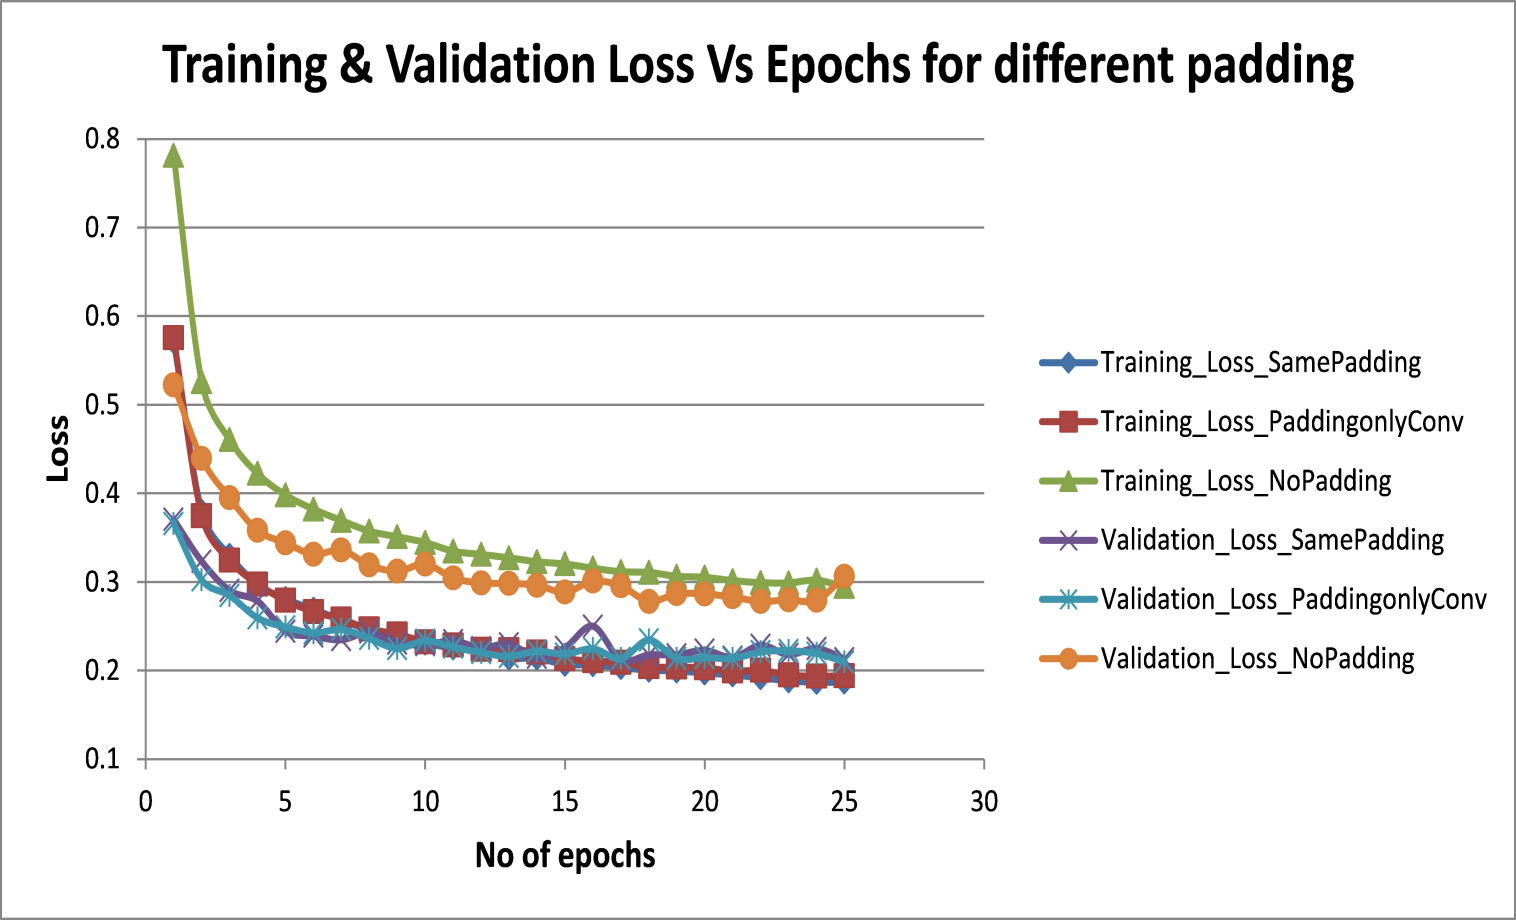 Training & Validation Loss Vs Epochs for different padding
0.8
0.7
0.6
0.5
0.4
0.3
0.2
0.1
Loss
0 5 10 15 20 25 30
No of epochs
Training_Loss_SamePadding
Training_Loss_PaddingonlyConv
Training_Loss_NoPadding
Validation_Loss_SamePadding
Validation_Loss_PaddingonlyConv
Validation_Loss_NoPadding